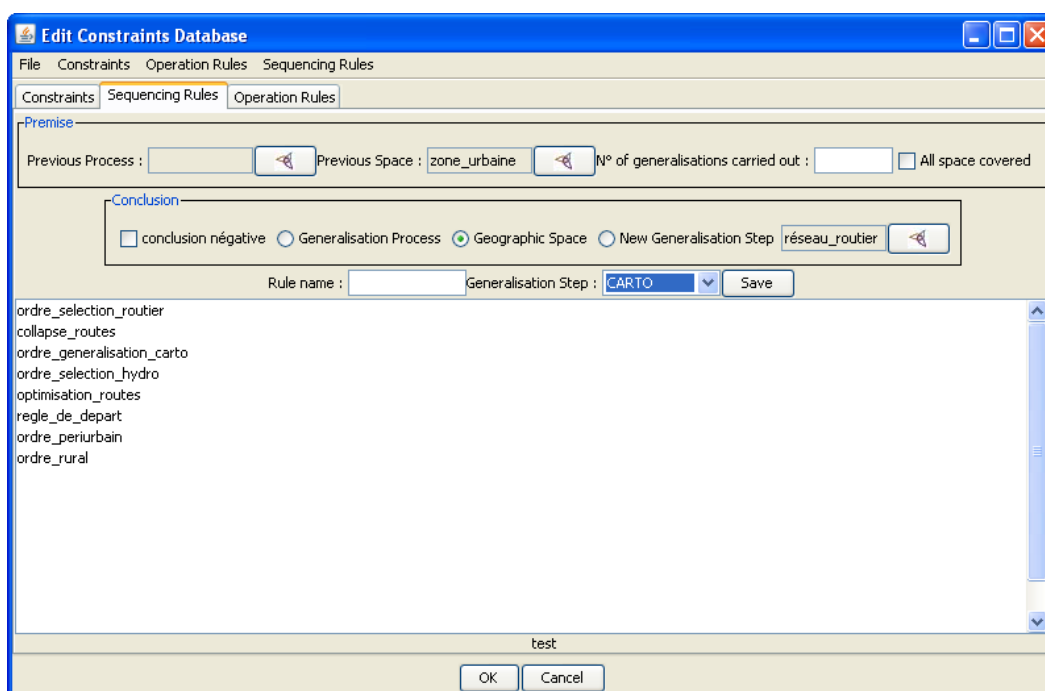 Edit Constraints Database
File Constraints Operation Rules Sequencing Rules
Constraints Sequencing Rules Operation Rules
Premise
Previous Process : Previous Space : zone_urbaine N° of generalisations carried out : All space covered
Conclusion
conclusion négative Generalisation Process Geographic Space New Generalisation Step réseau_routier
Rule name : Generalisation Step : CARTO Save
ordre_selection_routier
collapse_routes
ordre_generalisation_carto
ordre_selection_hydro
optimisation_routes
regle_de_depart
ordre_periurbain
ordre_rural
test
OK Cancel